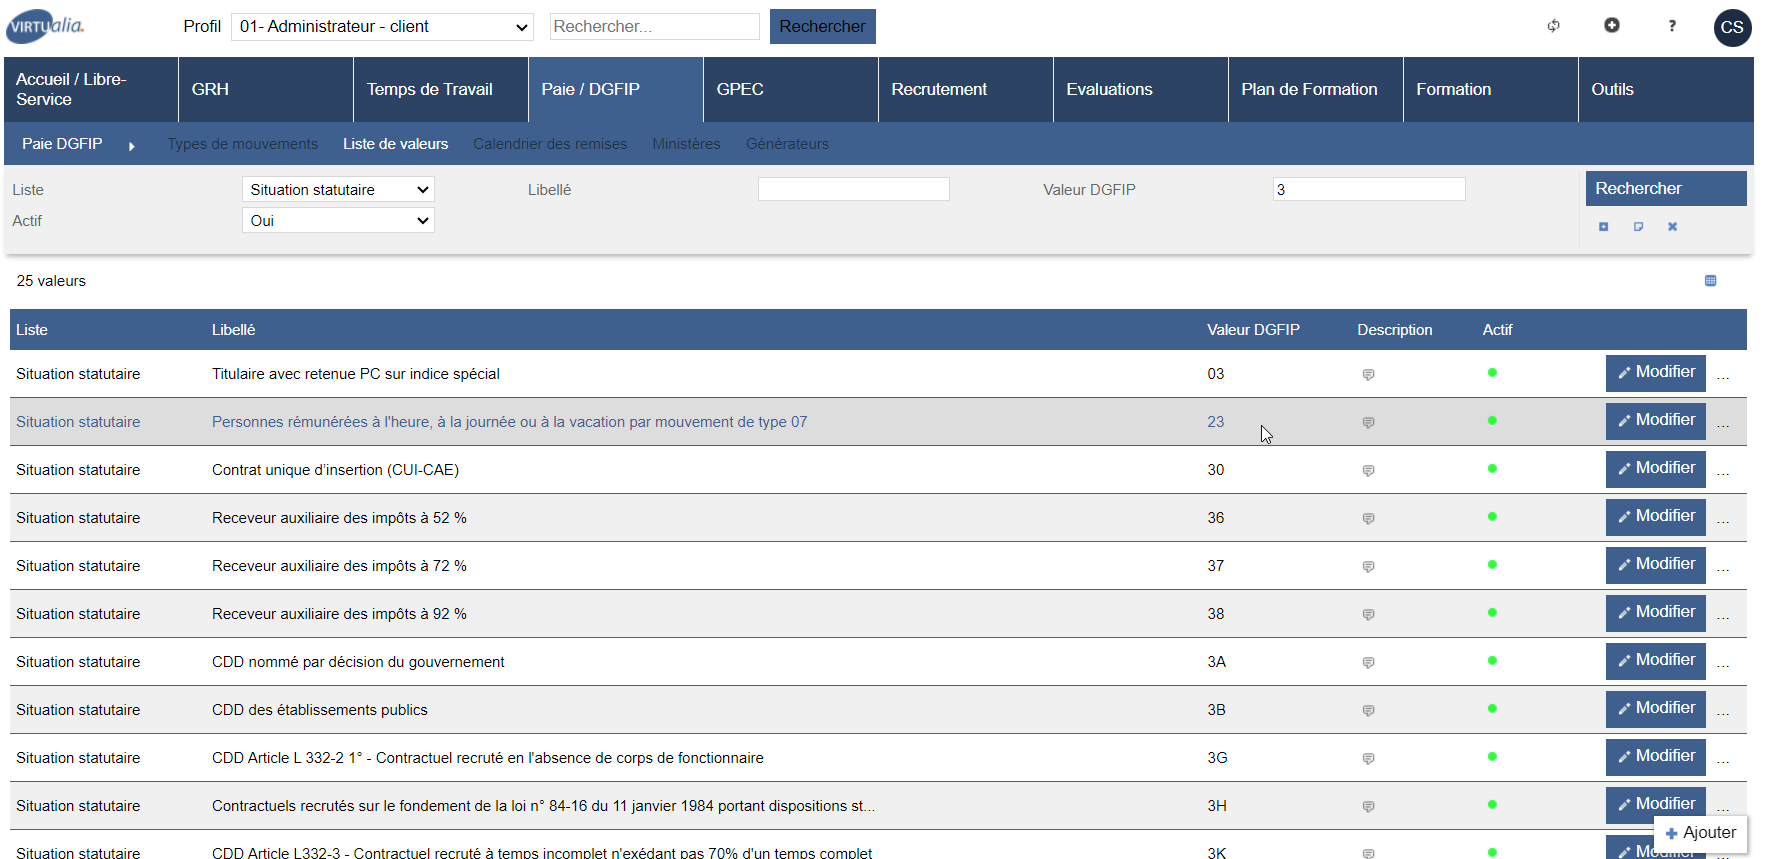 VIRTUalia.
Profil 01- Administrateur - client Rechercher... Rechercher ? CS
Accueil / Libre-Service GRH Temps de Travail Paie / DGFIP GPEC Recrutement Evaluations Plan de Formation Formation Outils
Paie DGFIP Types de mouvements Liste de valeurs Calendrier des remises Ministères Générateurs
Liste Situation statutaire Libellé Valeur DGFIP 3 Rechercher
Actif Oui
25 valeurs
Liste Libellé Valeur DGFIP Description Actif
Situation statutaire Titulaire avec retenue PC sur indice spécial 03 Modifier ...
Situation statutaire Personnes rémunérées à l'heure, à la journée ou à la vacation par mouvement de type 07 23 Modifier ...
Situation statutaire Contrat unique d'insertion (CUI-CAE) 30 Modifier ...
Situation statutaire Receveur auxiliaire des impôts à 52 % 36 Modifier ...
Situation statutaire Receveur auxiliaire des impôts à 72 % 37 Modifier ...
Situation statutaire Receveur auxiliaire des impôts à 92 % 38 Modifier ...
Situation statutaire CDD nommé par décision du gouvernement 3A Modifier ...
Situation statutaire CDD des établissements publics 3B Modifier ...
Situation statutaire CDD Article L 332-2 1° - Contractuel recruté en l'absence de corps de fonctionnaire 3G Modifier ...
Situation statutaire Contractuels recrutés sur le fondement de la loi n° 84-16 du 11 janvier 1984 portant dispositions st... 3H Modifier ...
Ajouter
Situation statutaire CDD Article L332-3 - Contractuel recruté à temps incomplet n'exédant pas 70% d'un temps complet 3K Modifier